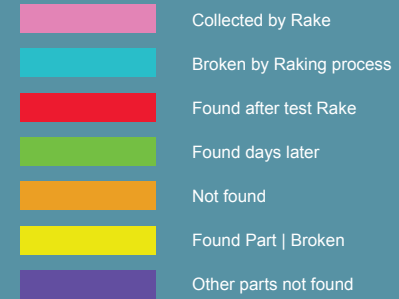 Collected by Rake
Broken by Raking process
Found after test Rake
Found days later
Not found
Found Part | Broken
Other parts not found